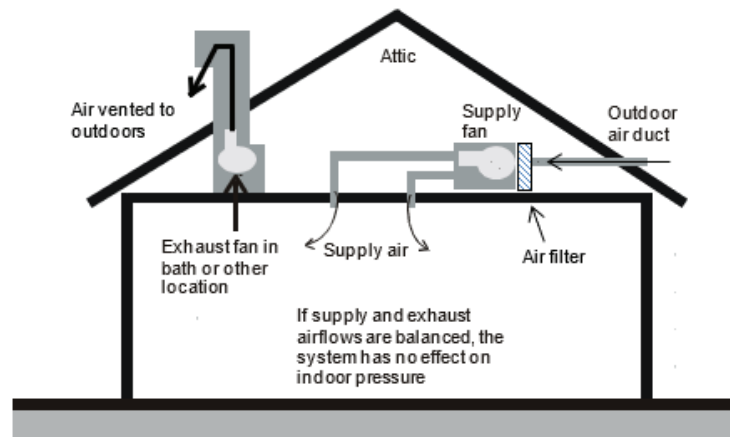 Attic
Air vented to
outdoors
Supply
fan
Outdoor
air duct
Exhaust fan in
bath or other
location
Supply air
Air filter
If supply and exhaust
airflows are balanced, the
system has no effect on
indoor pressure